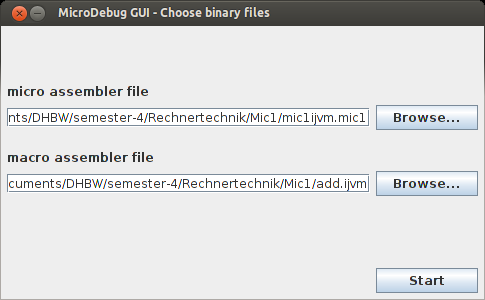 MicroDebug GUI - Choose binary files
micro assembler file
nts/DHBW/semester-4/Rechnertechnik/Mic1/mic1ijvm.mic1
Browse...
macro assembler file
cuments/DHBW/semester-4/Rechnertechnik/Mic1/add.ijvm
Browse...
Start